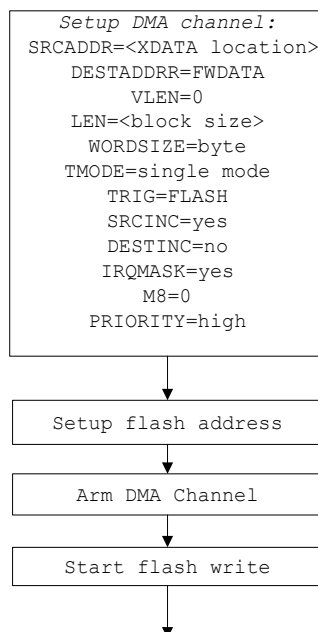 Setup DMA channel:
SRCADDR=<XDATA location>
DESTADDRR=FWDATA
VLEN=0
LEN=<block size>
WORDSIZE=byte
TMODE=single mode
TRIG=FLASH
SRCINC=yes
DESTINC=no
IRQMASK=yes
M8=0
PRIORITY=high
Setup flash address
Arm DMA Channel
Start flash write